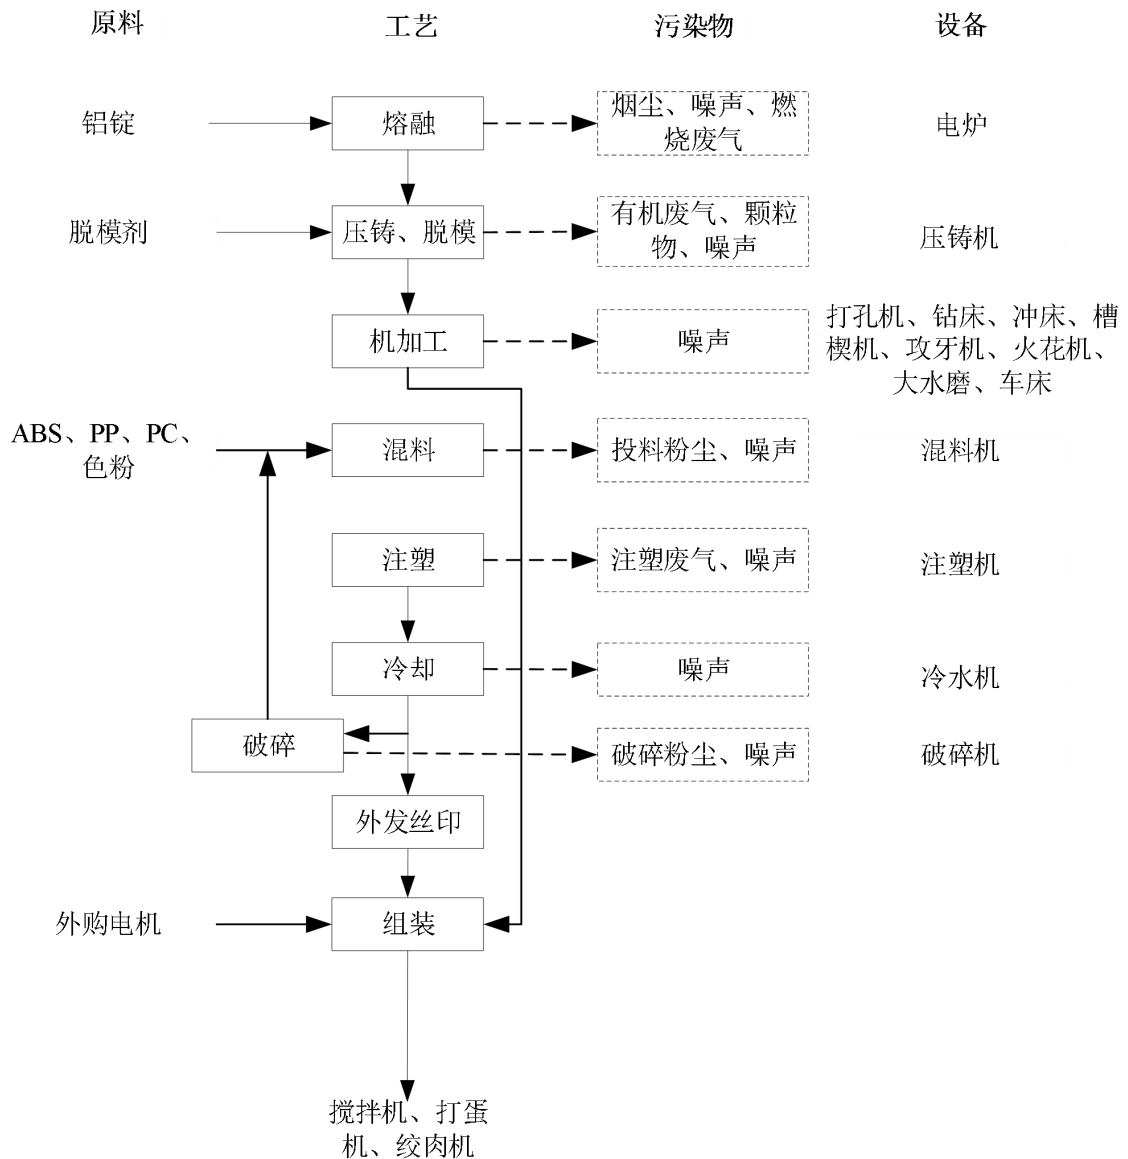 原料
工艺
污染物
设备
铝锭
熔融
烟尘、噪声、燃
烧废气
电炉
脱模剂
压铸、脱模
有机废气、颗粒
物、噪声
压铸机
机加工
噪声
打孔机、钻床、冲床、槽
楔机、攻牙机、火花机、
大水磨、车床
ABS、PP、PC、
色粉
混料
投料粉尘、噪声
混料机
注塑
注塑废气、噪声
注塑机
冷却
噪声
冷水机
破碎
破碎粉尘、噪声
破碎机
外发丝印
外购电机
组装
搅拌机、打蛋
机、绞肉机